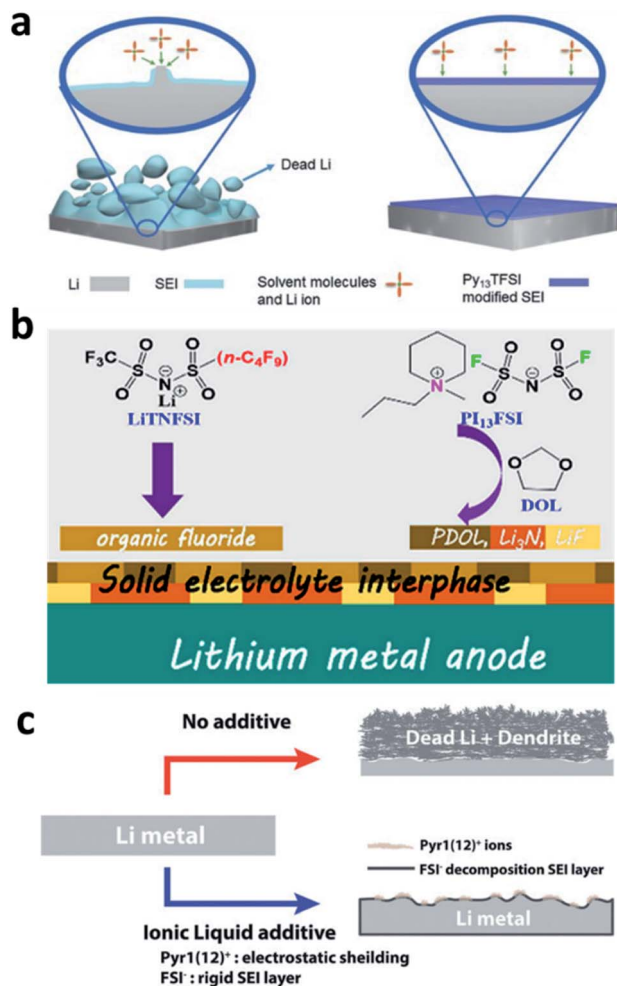 a
Dead Li
Li
SEI
Solvent molecules
and Li ion
Py₁₃TFSI
modified SEI
b
F₃C
S
O
O
N
⊖
Li
⊕
S
O
O
(n-C₄F₉)
LiTNFSI
N
⊕
F
S
O
O
N
⊖
S
O
O
F
PI₁₃FSI
O
O
DOL
organic fluoride
PDOL, Li₃N, LiF
Solid electrolyte interphase
Lithium metal anode
c
No additive
Dead Li + Dendrite
Li metal
Pyr1(12)⁺ ions
FSI⁻ decomposition SEI layer
Li metal
Ionic Liquid additive
Pyr1(12)⁺ : electrostatic sheilding
FSI⁻ : rigid SEI layer